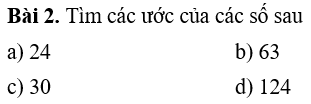 Bài 2. Tìm các ước của các số sau
a) 24 b) 63
c) 30 d) 124